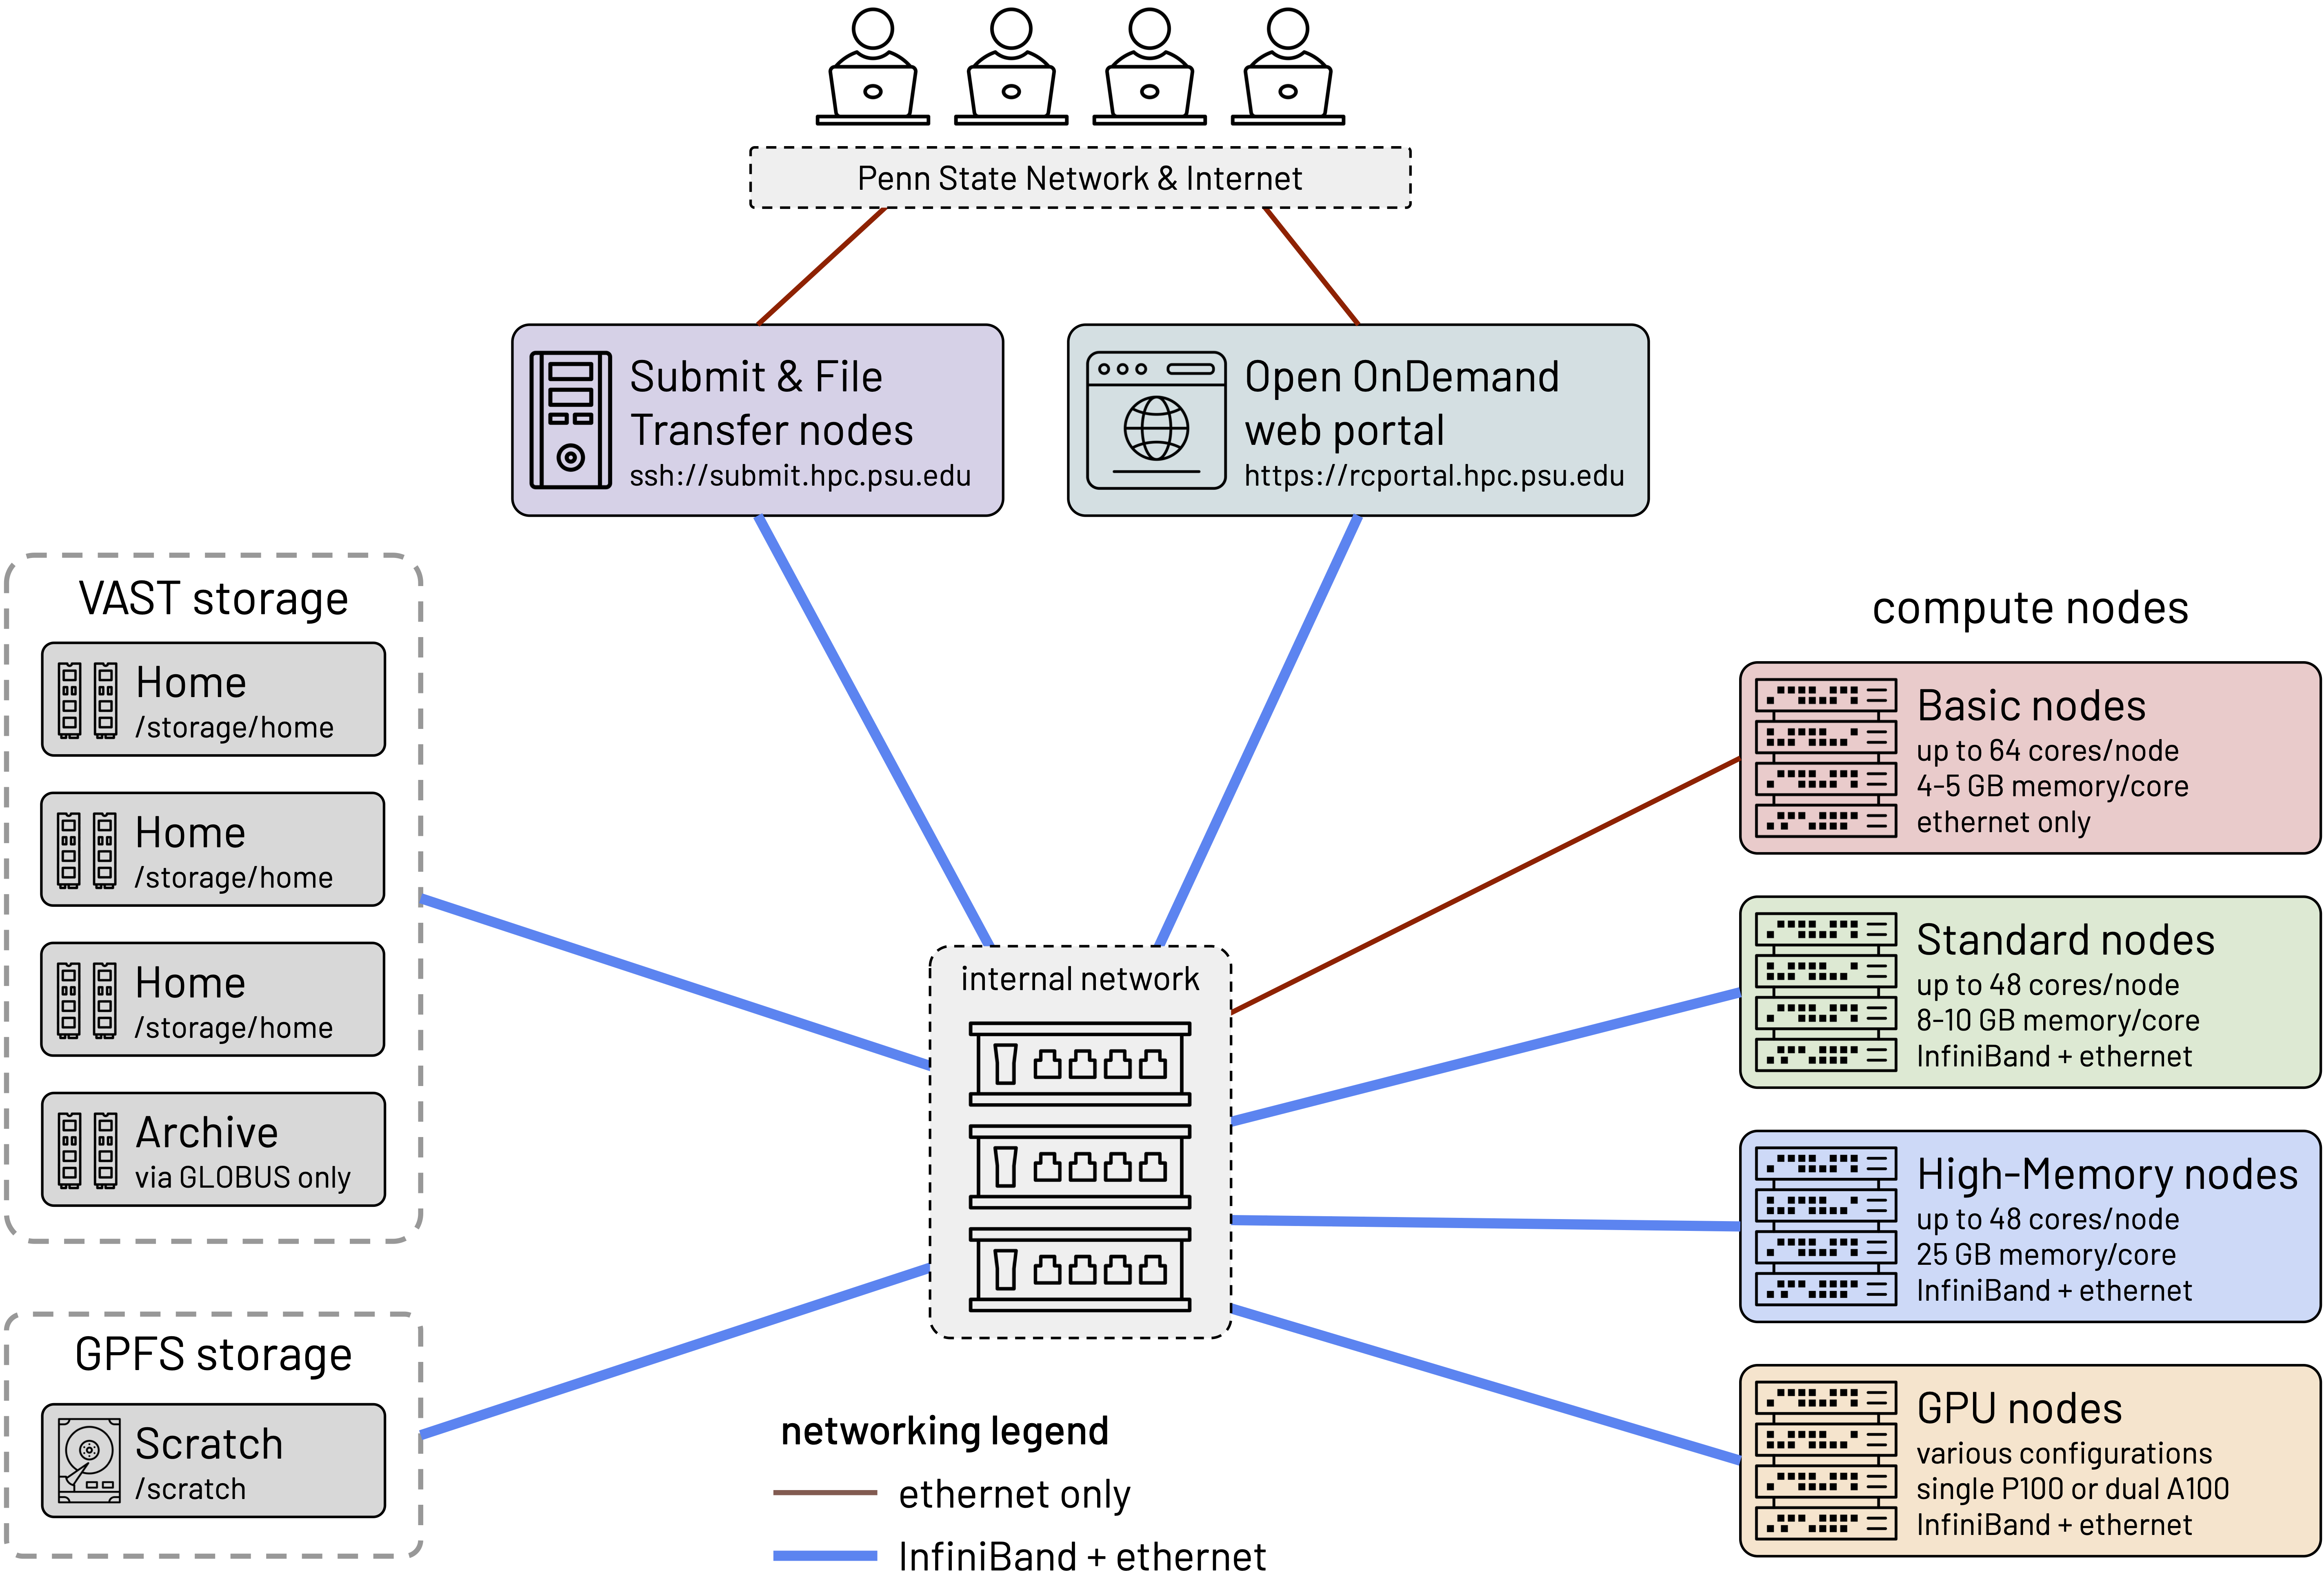 Penn State Network & Internet
Submit & File
Transfer nodes
ssh://submit.hpc.psu.edu
Open OnDemand
web portal
https://rcportal.hpc.psu.edu
VAST storage
Home
/storage/home
Home
/storage/home
Home
/storage/home
Archive
via GLOBUS only
GPFS storage
Scratch
/scratch
internal network
compute nodes
Basic nodes
up to 64 cores/node
4-5 GB memory/core
ethernet only
Standard nodes
up to 48 cores/node
8-10 GB memory/core
InfiniBand + ethernet
High-Memory nodes
up to 48 cores/node
25 GB memory/core
InfiniBand + ethernet
GPU nodes
various configurations
single P100 or dual A100
InfiniBand + ethernet
networking legend
ethernet only
InfiniBand + ethernet